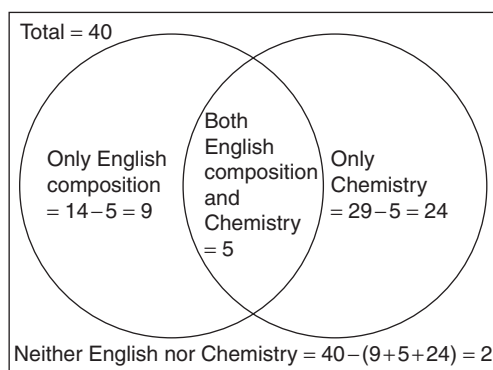 Total = 40
Only English
composition
= 14−5 = 9
Both
English
composition
and
Chemistry
= 5
Only
Chemistry
= 29−5 = 24
Neither English nor Chemistry = 40−(9+5+24) = 2